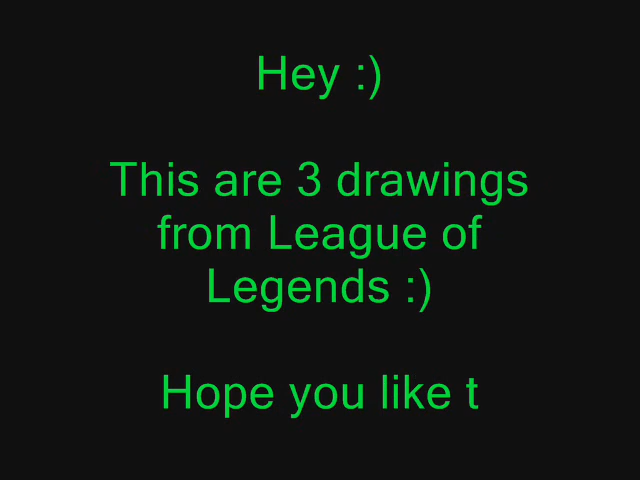 Hey :)
This are 3 drawings
from League of
Legends :)
Hope you like t